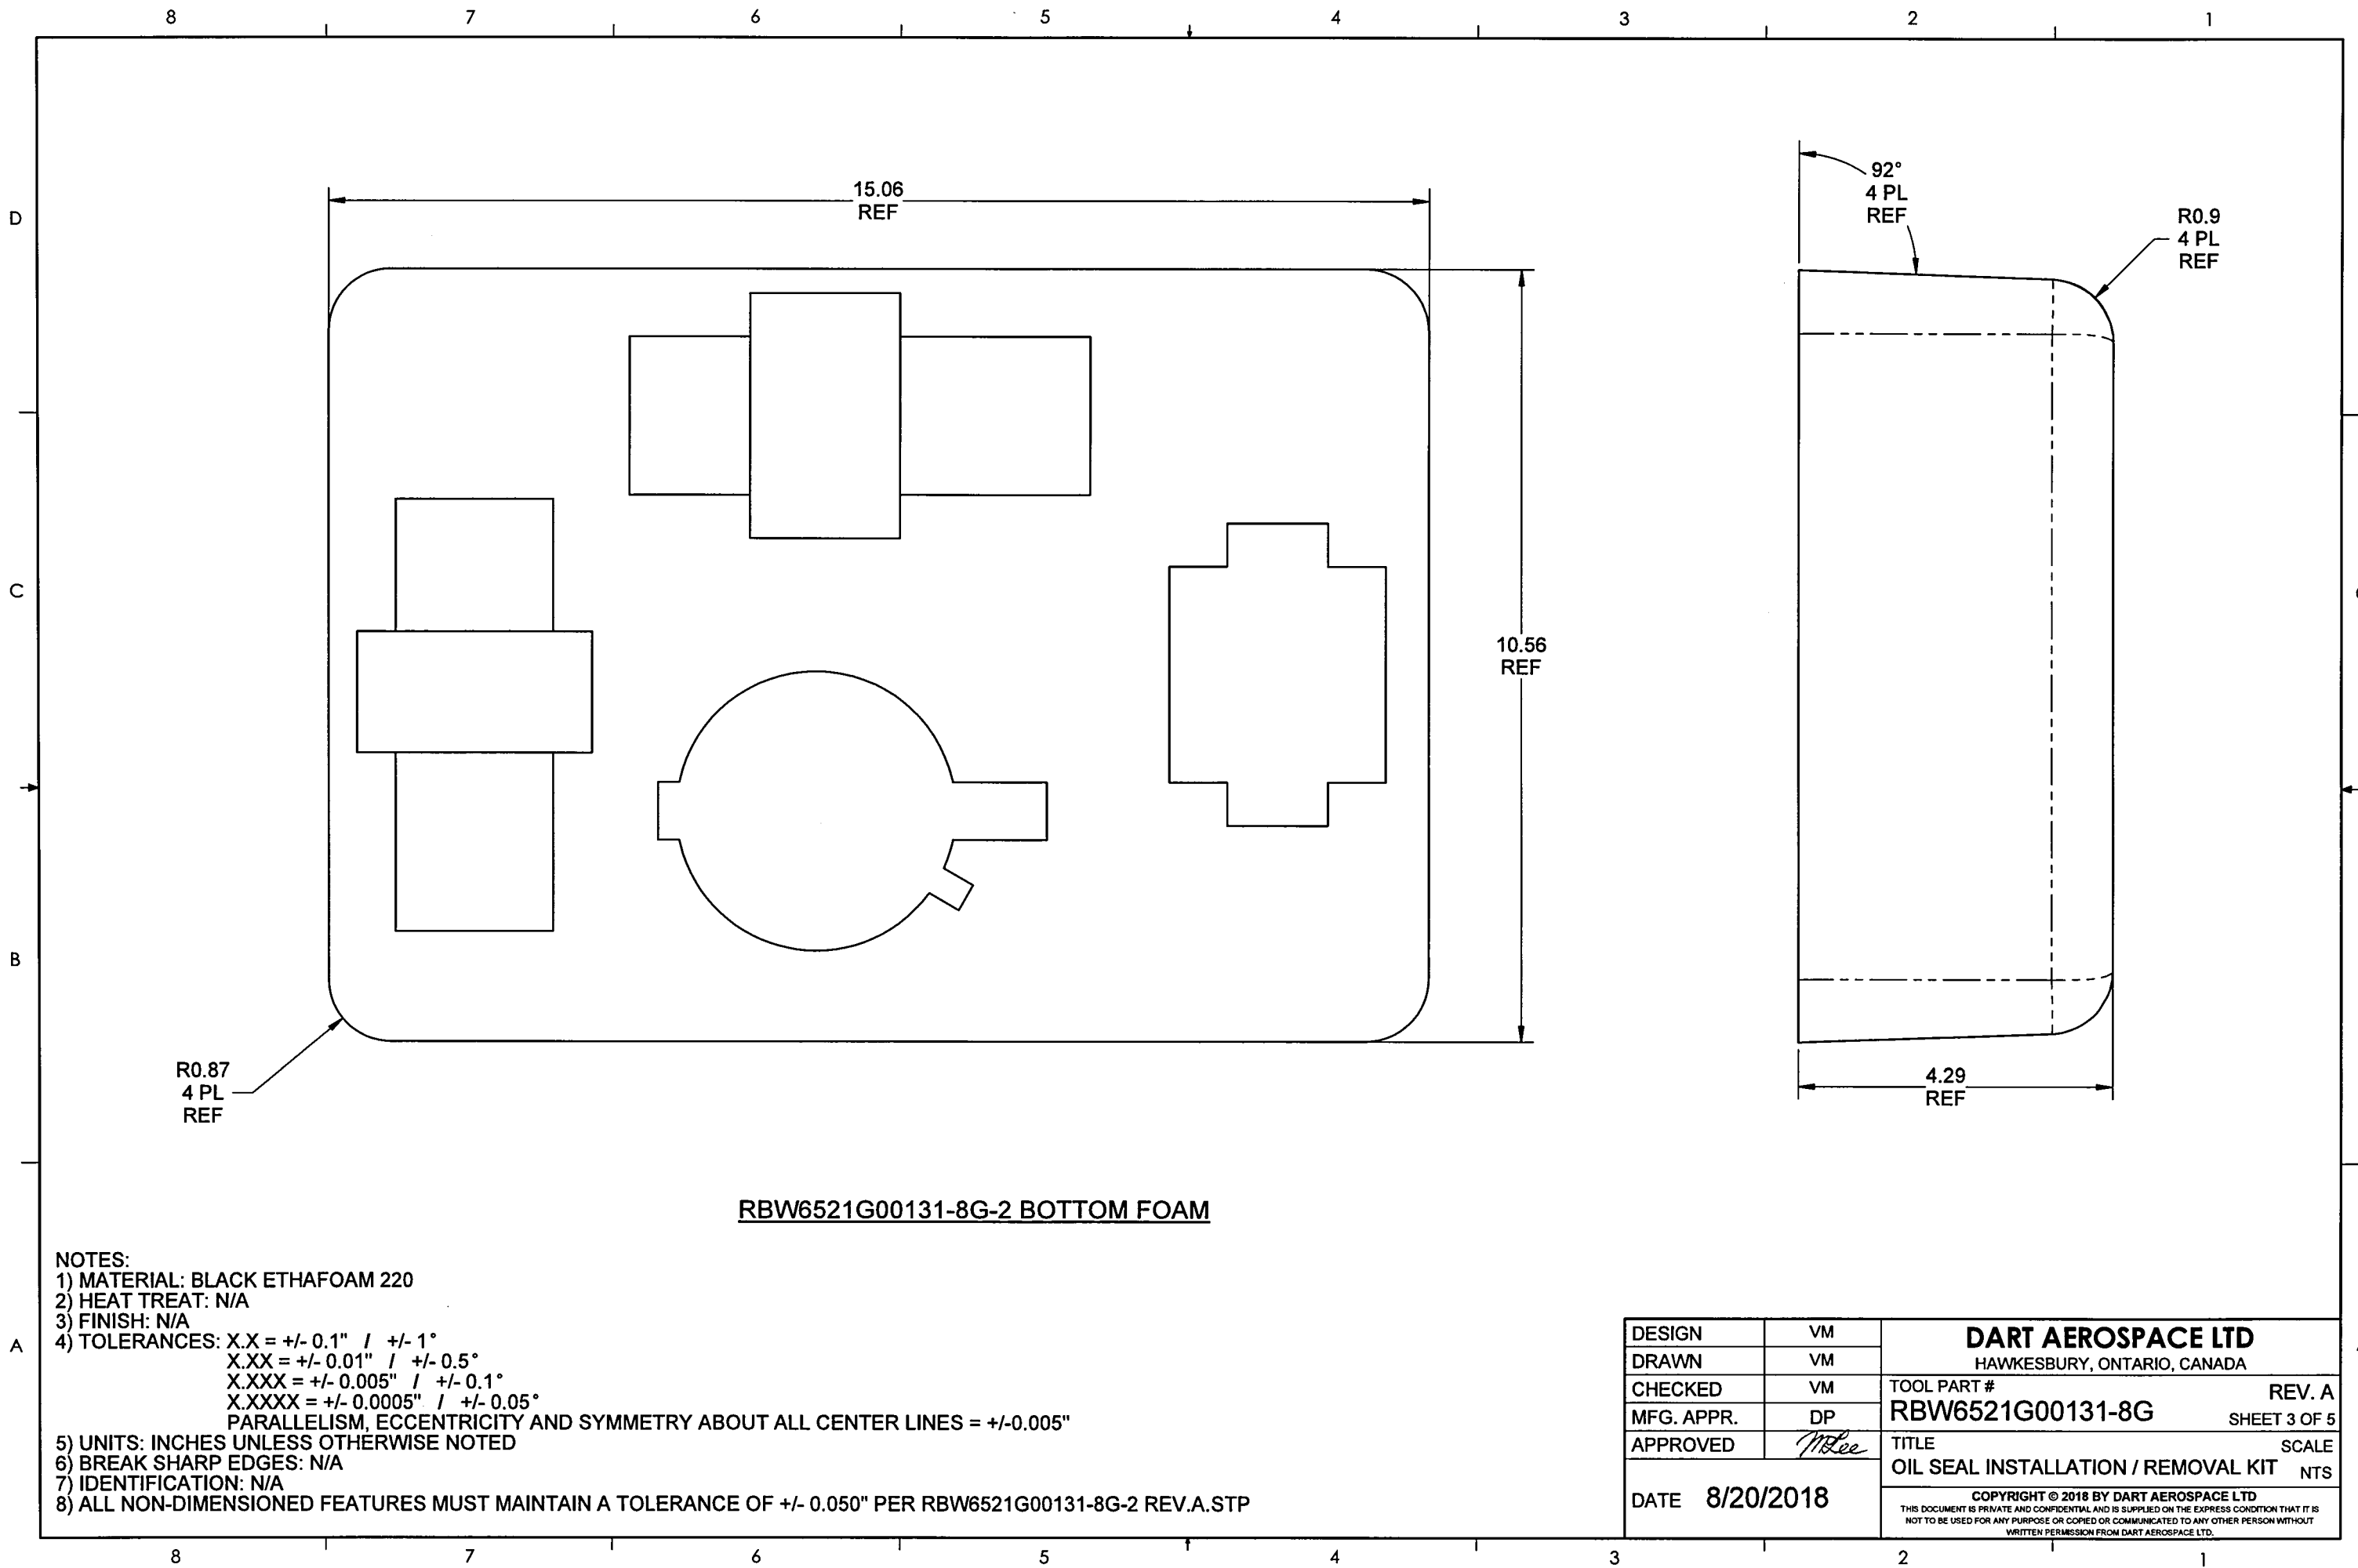 8 7 6 5 4 3 2 1
D
C
B
A
15.06
REF
92°
4 PL
REF
R0.9
4 PL
REF
10.56
REF
R0.87
4 PL
REF
4.29
REF
RBW6521G00131-8G-2 BOTTOM FOAM
NOTES:
1) MATERIAL: BLACK ETHAFOAM 220
2) HEAT TREAT: N/A
3) FINISH: N/A
4) TOLERANCES: X.X = +/- 0.1" / +/- 1°
X.XX = +/- 0.01" / +/- 0.5°
X.XXX = +/- 0.005" / +/- 0.1°
X.XXXX = +/- 0.0005" / +/- 0.05°
PARALLELISM, ECCENTRICITY AND SYMMETRY ABOUT ALL CENTER LINES = +/-0.005"
5) UNITS: INCHES UNLESS OTHERWISE NOTED
6) BREAK SHARP EDGES: N/A
7) IDENTIFICATION: N/A
8) ALL NON-DIMENSIONED FEATURES MUST MAINTAIN A TOLERANCE OF +/- 0.050" PER RBW6521G00131-8G-2 REV.A.STP
DESIGN VM
DRAWN VM
CHECKED VM
MFG. APPR. DP
APPROVED MLee
DATE 8/20/2018
DART AEROSPACE LTD
HAWKESBURY, ONTARIO, CANADA
TOOL PART # REV. A
RBW6521G00131-8G SHEET 3 OF 5
TITLE SCALE
OIL SEAL INSTALLATION / REMOVAL KIT NTS
COPYRIGHT © 2018 BY DART AEROSPACE LTD
THIS DOCUMENT IS PRIVATE AND CONFIDENTIAL AND IS SUPPLIED ON THE EXPRESS CONDITION THAT IT IS
NOT TO BE USED FOR ANY PURPOSE OR COPIED OR COMMUNICATED TO ANY OTHER PERSON WITHOUT
WRITTEN PERMISSION FROM DART AEROSPACE LTD.
8 7 6 5 4 3 2 1